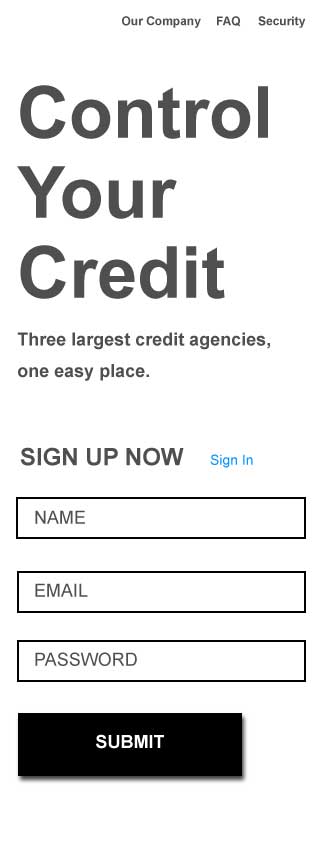 Our Company FAQ Security
Control
Your
Credit
Three largest credit agencies,
one easy place.
SIGN UP NOW Sign In
NAME
EMAIL
PASSWORD
SUBMIT